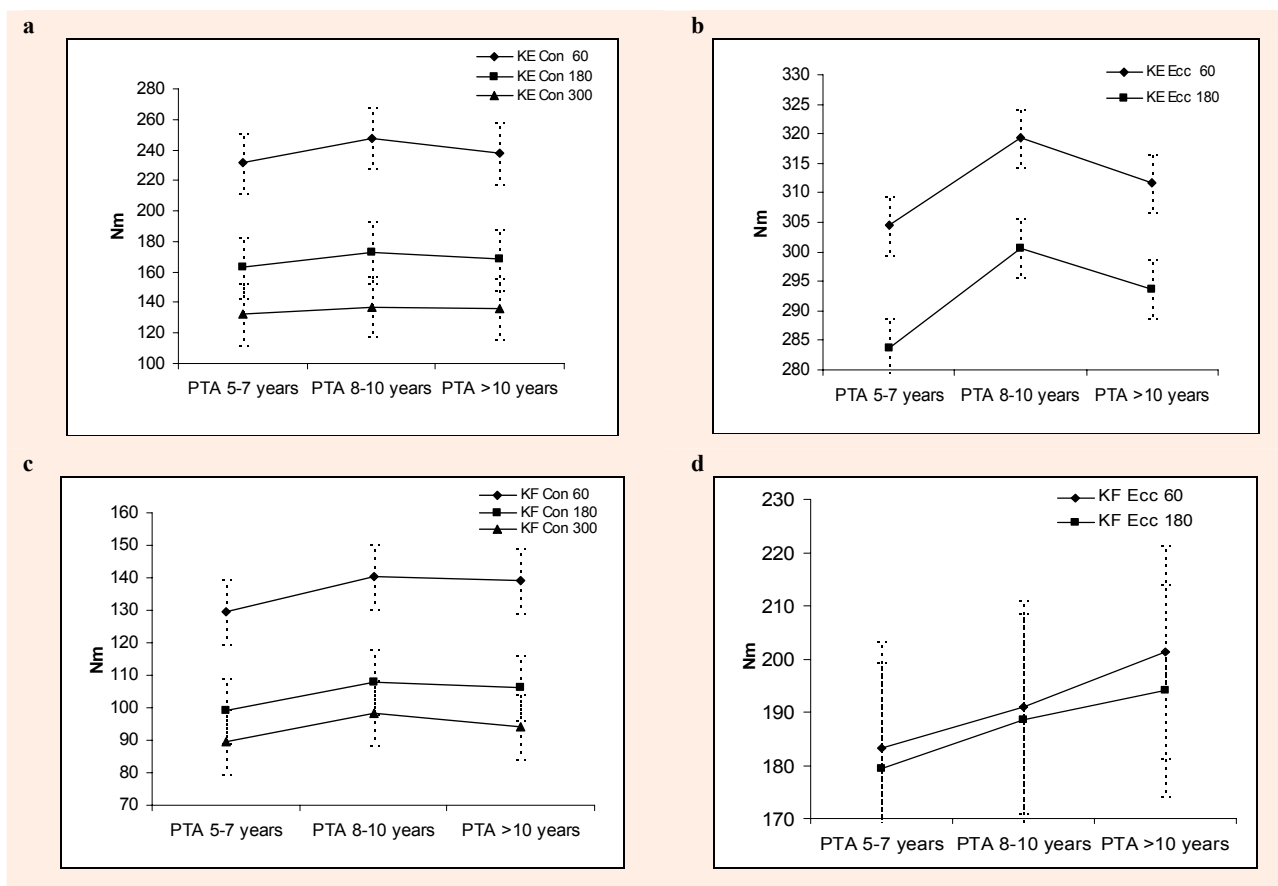 a
KE Con 60
KE Con 180
KE Con 300
280
260
240
220
200
180
160
140
120
100
Nm
PTA 5-7 years PTA 8-10 years PTA >10 years
b
KE Ecc 60
KE Ecc 180
330
325
320
315
310
305
300
295
290
285
280
Nm
PTA 5-7 years PTA 8-10 years PTA >10 years
c
KF Con 60
KF Con 180
KF Con 300
160
150
140
130
120
110
100
90
80
70
Nm
PTA 5-7 years PTA 8-10 years PTA >10 years
d
KF Ecc 60
KF Ecc 180
230
220
210
200
190
180
170
Nm
PTA 5-7 years PTA 8-10 years PTA >10 years